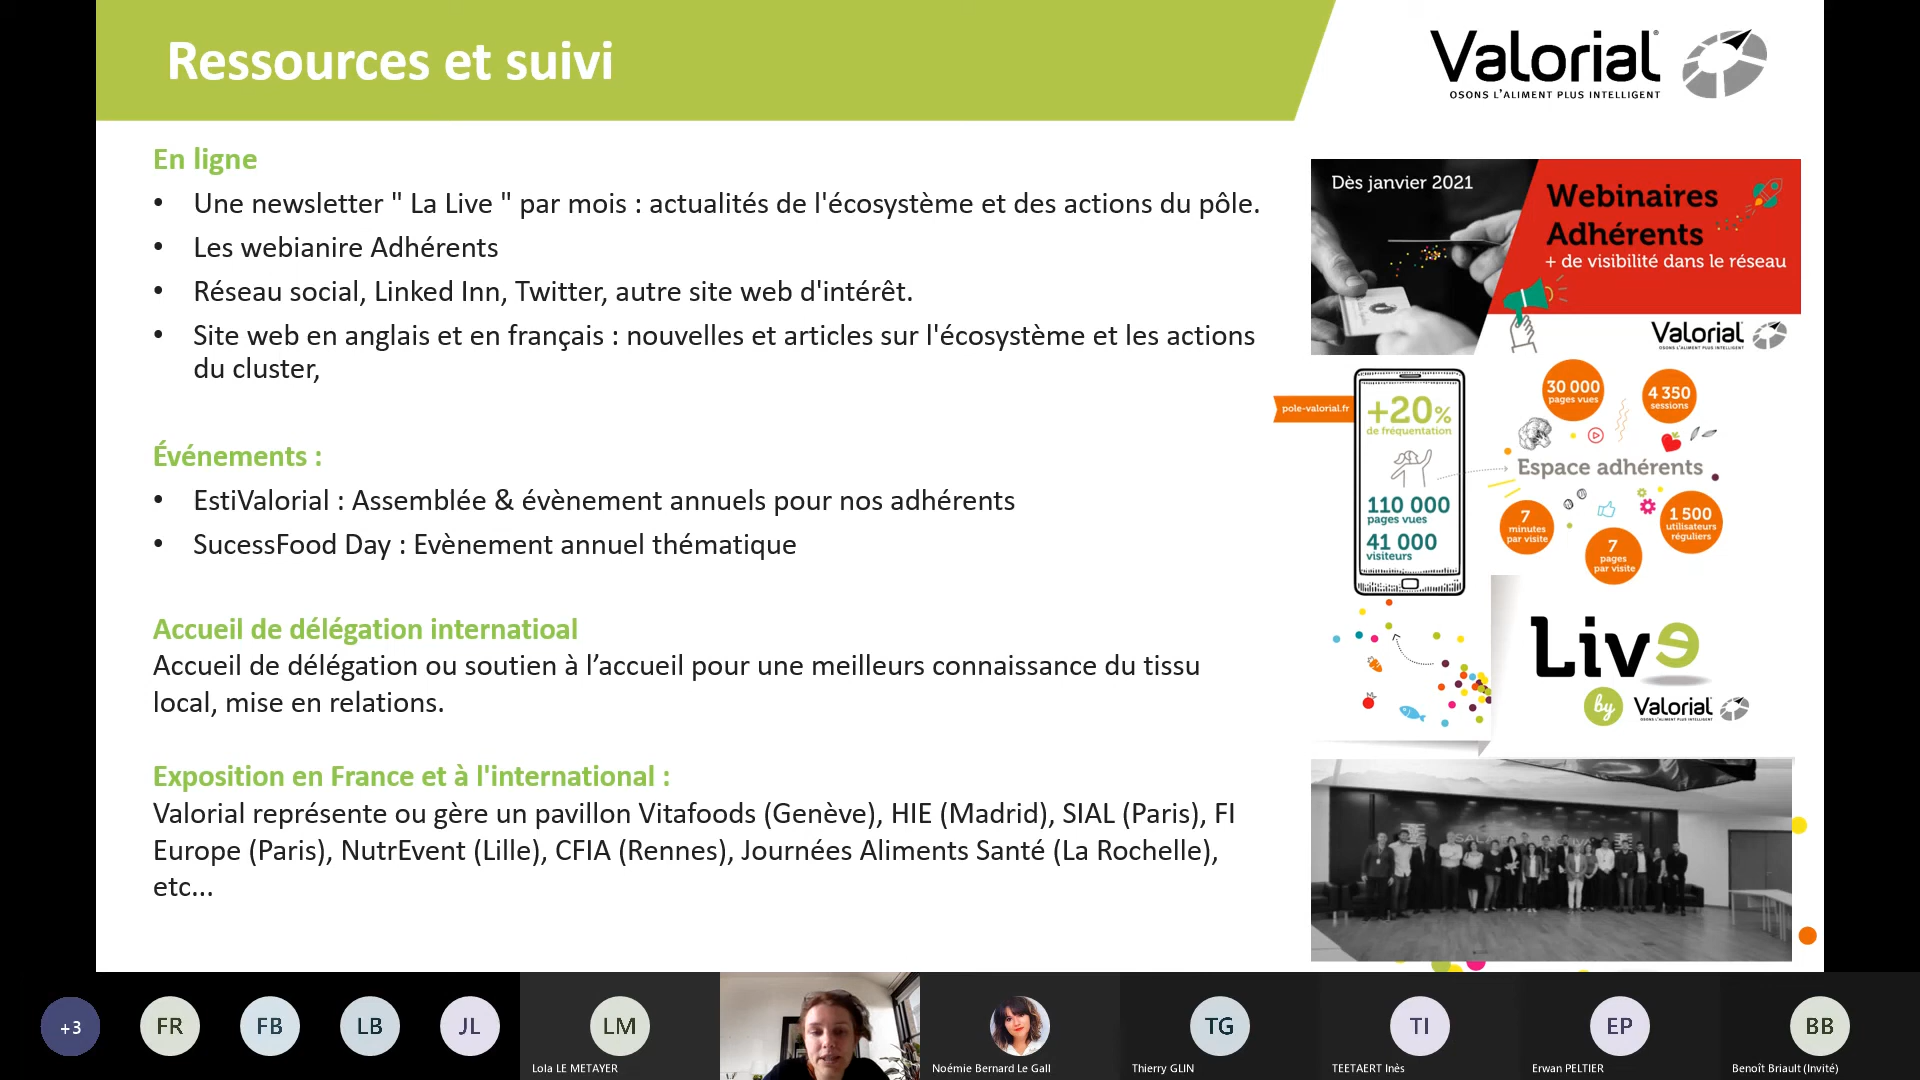 Ressources et suivi
Valorial
OSONS L'ALIMENT PLUS INTELLIGENT
En ligne
• Une newsletter " La Live " par mois : actualités de l'écosystème et des actions du pôle.
• Les webianire Adhérents
• Réseau social, Linked Inn, Twitter, autre site web d'intérêt.
• Site web en anglais et en français : nouvelles et articles sur l'écosystème et les actions
du cluster,
Événements :
• EstiValorial : Assemblée & évènement annuels pour nos adhérents
• SucessFood Day : Evènement annuel thématique
Accueil de délégation internatioal
Accueil de délégation ou soutien à l’accueil pour une meilleurs connaissance du tissu
local, mise en relations.
Exposition en France et à l'international :
Valorial représente ou gère un pavillon Vitafoods (Genève), HIE (Madrid), SIAL (Paris), FI
Europe (Paris), NutrEvent (Lille), CFIA (Rennes), Journées Aliments Santé (La Rochelle),
etc...
Dès janvier 2021
Webinaires
Adhérents
+ de visibilité dans le réseau
Valorial
OSONS L'ALIMENT PLUS INTELLIGENT
pole-valorial.fr
+20%
de fréquentation
110 000
pages vues
41 000
visiteurs
30 000
pages vues
4 350
sessions
Espace adhérents
7
minutes
par visite
7
pages
par visite
1 500
utilisateurs
réguliers
Live
by Valorial
OSONS L'ALIMENT PLUS INTELLIGENT
+3
FR
FB
LB
JL
LM
Lola LE METAYER
Noémie Bernard Le Gall
TG
Thierry GLIN
TI
TEETAERT Inès
EP
Erwan PELTIER
BB
Benoît Briault (Invité)